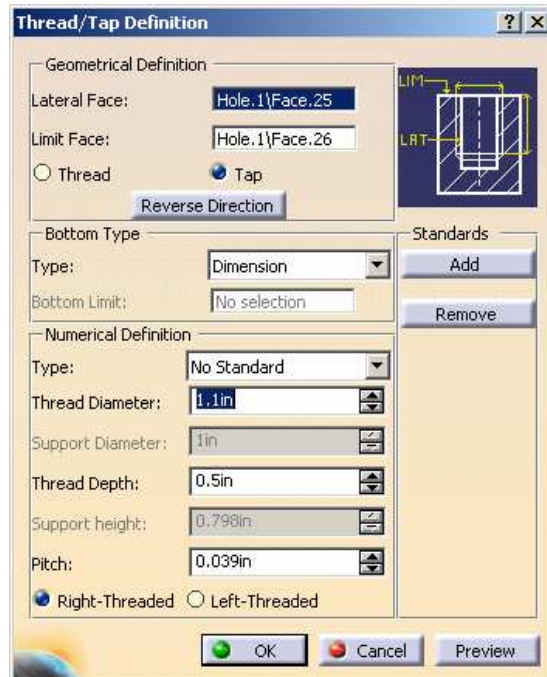 Thread/Tap Definition
Geometrical Definition
Lateral Face: Hole.1\Face.25
Limit Face: Hole.1\Face.26
Thread Tap
Reverse Direction
LIM
LAT
Bottom Type
Type: Dimension
Bottom Limit: No selection
Standards
Add
Remove
Numerical Definition
Type: No Standard
Thread Diameter: 1.1in
Support Diameter: 1in
Thread Depth: 0.5in
Support height: 0.798in
Pitch: 0.039in
Right-Threaded Left-Threaded
OK Cancel Preview